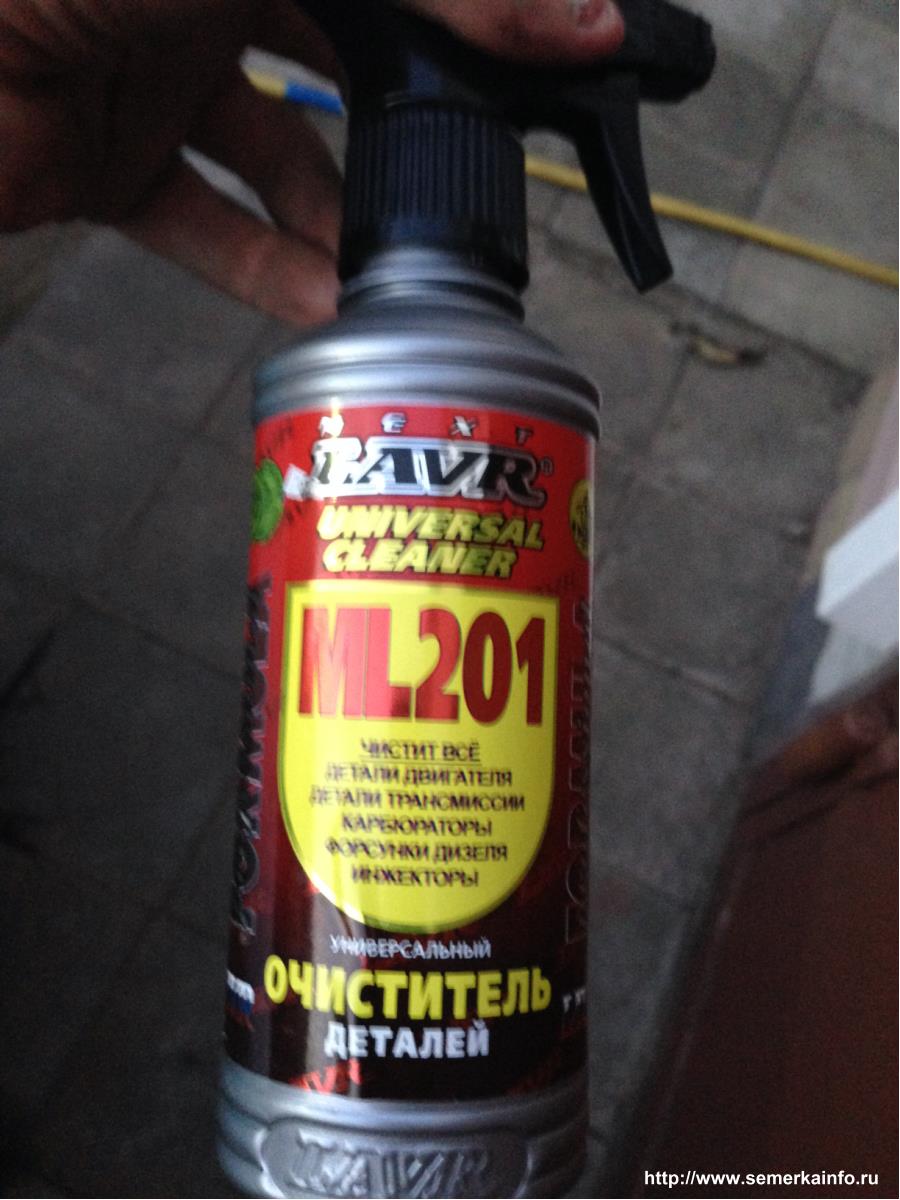 NEXT
LAVR®
UNIVERSAL
CLEANER
ML201
ЧИСТИТ ВСЁ
ДЕТАЛИ ДВИГАТЕЛЯ
ДЕТАЛИ ТРАНСМИССИИ
КАРБЮРАТОРЫ
ФОРСУНКИ ДИЗЕЛЯ
ИНЖЕКТОРЫ
УНИВЕРСАЛЬНЫЙ
ОЧИСТИТЕЛЬ
ДЕТАЛЕЙ
LAVR
http://www.semerkainfo.ru